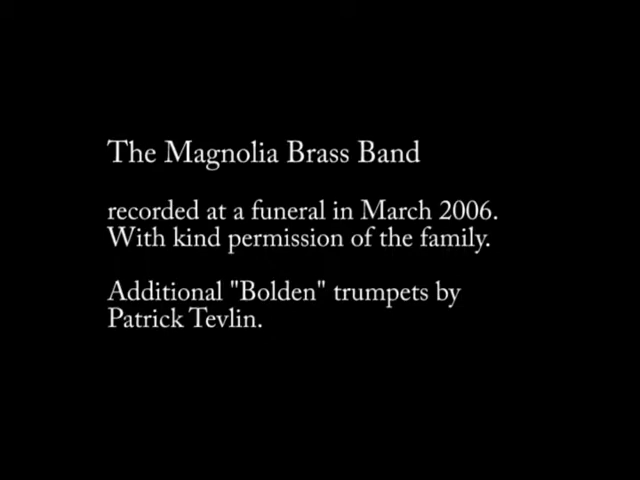 The Magnolia Brass Band
recorded at a funeral in March 2006.
With kind permission of the family.
Additional "Bolden" trumpets by
Patrick Tevlin.